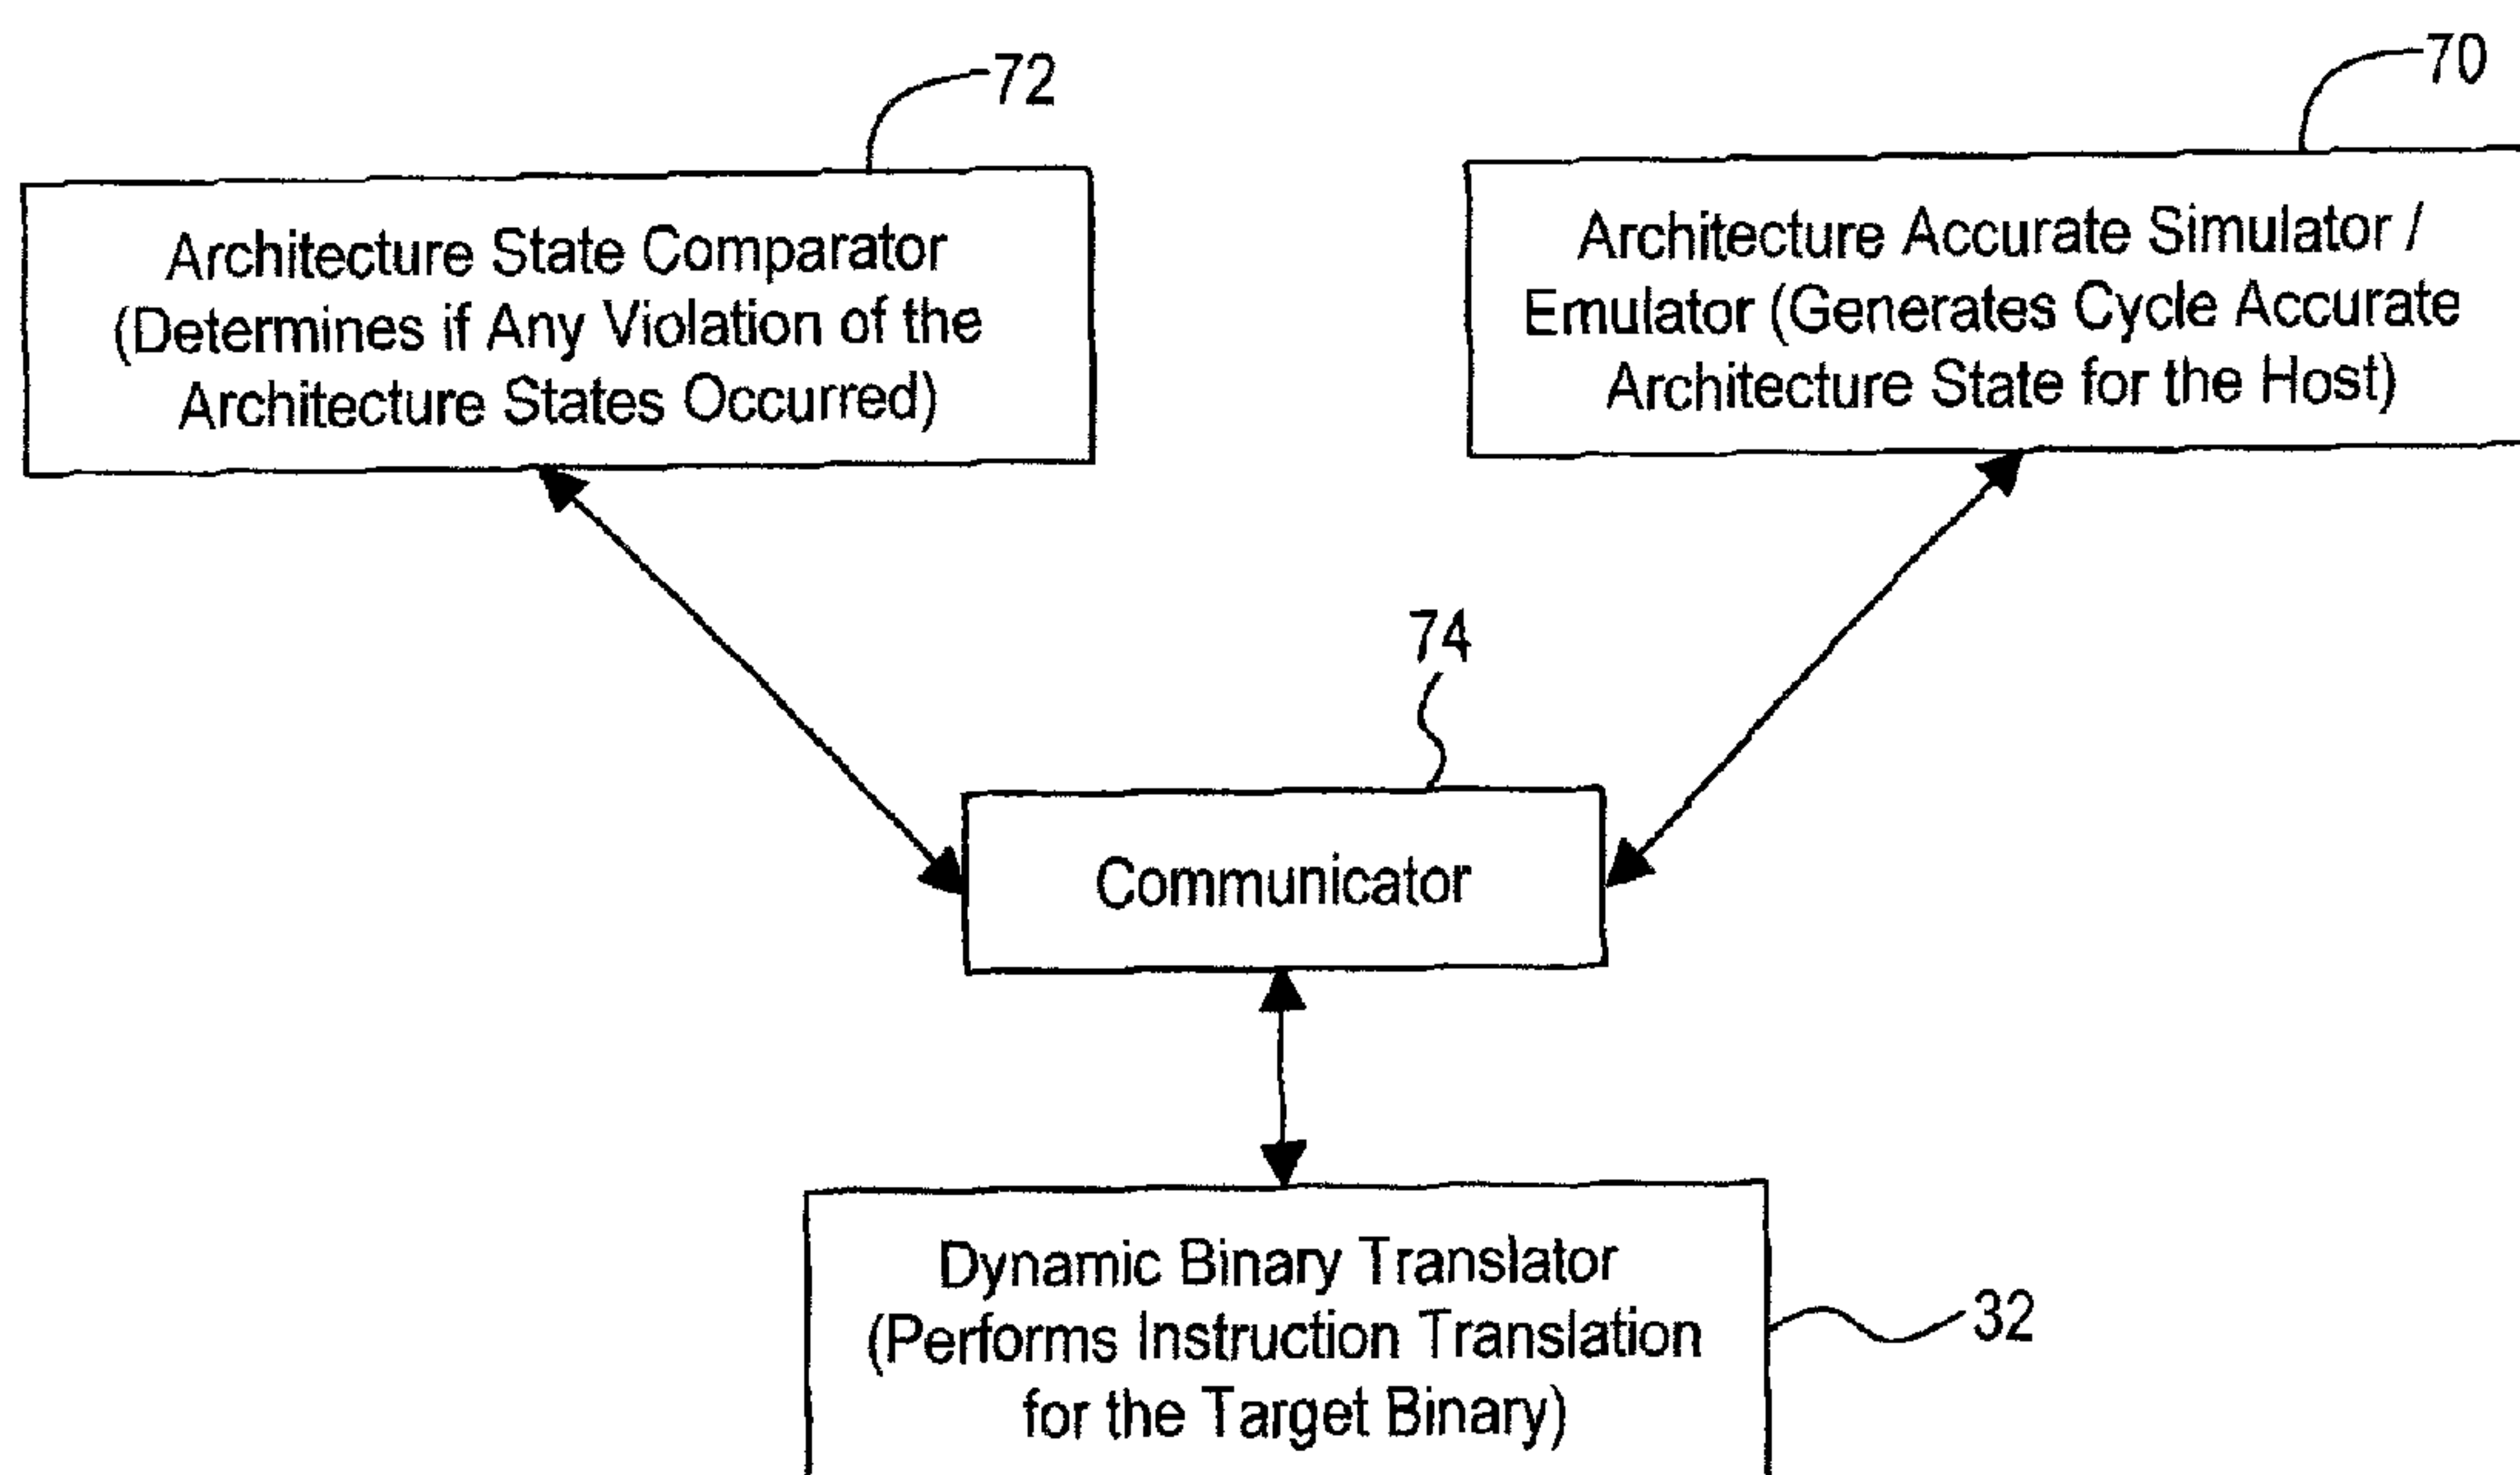 72
70
Architecture State Comparator
(Determines if Any Violation of the
Architecture States Occurred)
Architecture Accurate Simulator /
Emulator (Generates Cycle Accurate
Architecture State for the Host)
74
Communicator
Dynamic Binary Translator
(Performs Instruction Translation
for the Target Binary)
32